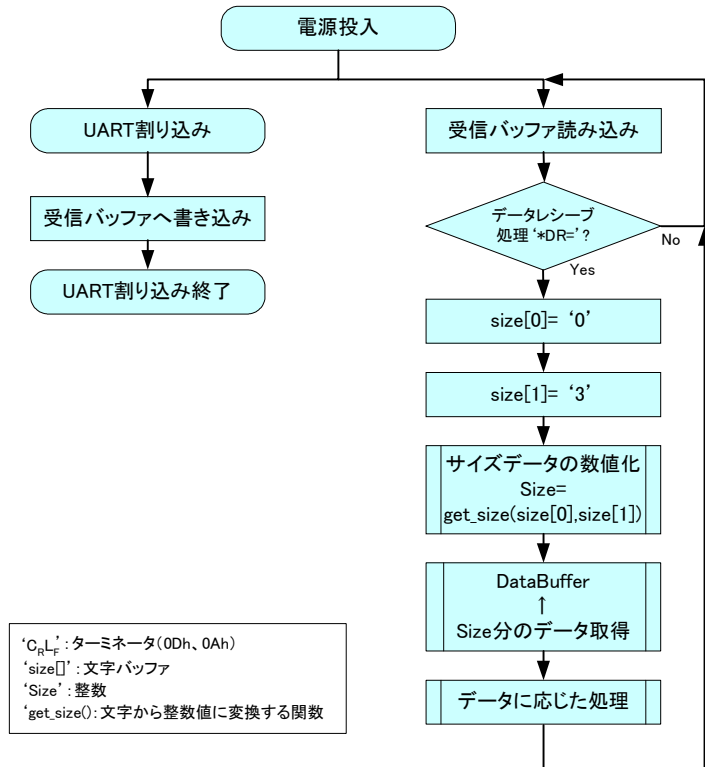 電源投入
UART割り込み
受信バッファへ書き込み
UART割り込み終了
受信バッファ読み込み
データレシーブ
処理‘*DR=’?
No
Yes
size[0]= ‘0’
size[1]= ‘3’
サイズデータの数値化
Size=
get_size(size[0],size[1])
DataBuffer
↑
Size分のデータ取得
データに応じた処理
‘CRLF’:ターミネータ(0Dh、0Ah)
‘size[]’:文字バッファ
‘Size’:整数
‘get_size():文字から整数値に変換する関数